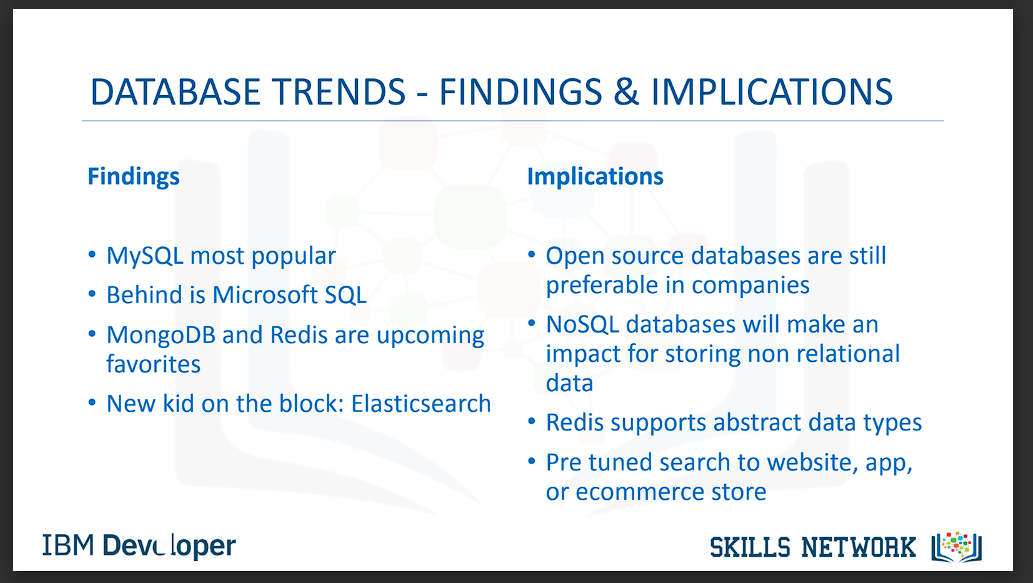 DATABASE TRENDS - FINDINGS & IMPLICATIONS
Findings
• MySQL most popular
• Behind is Microsoft SQL
• MongoDB and Redis are upcoming
favorites
• New kid on the block: Elasticsearch
Implications
• Open source databases are still
preferable in companies
• NoSQL databases will make an
impact for storing non relational
data
• Redis supports abstract data types
• Pre tuned search to website, app,
or ecommerce store
IBM Developer
SKILLS NETWORK